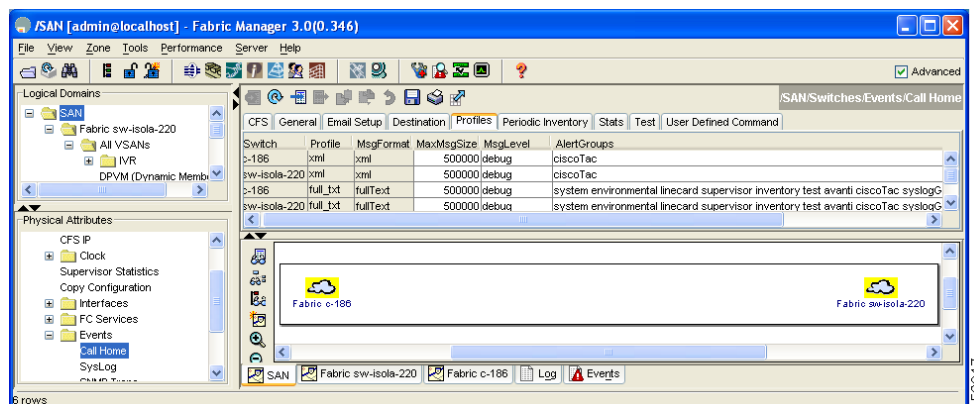 /SAN [admin@localhost] - Fabric Manager 3.0(0.346)
File View Zone Tools Performance Server Help
Advanced
Logical Domains
SAN
Fabric sw-isola-220
All VSANs
IVR
DPVM (Dynamic Memb
/SAN/Switches/Events/Call Home
CFS General Email Setup Destination Profiles Periodic Inventory Stats Test User Defined Command
Switch Profile MsgFormat MaxMsgSize MsgLevel AlertGroups
c-186 xml xml 500000 debug ciscoTac
sw-isola-220 xml xml 500000 debug ciscoTac
c-186 full_txt fullText 500000 debug system environmental linecard supervisor inventory test avanti ciscoTac syslogG
sw-isola-220 full_txt fullText 500000 debug system environmental linecard supervisor inventory test avanti ciscoTac syslogG
Physical Attributes
CFS IP
Clock
Supervisor Statistics
Copy Configuration
Interfaces
FC Services
Events
Call Home
SysLog
Fabric c-186
Fabric sw-isola-220
SAN Fabric sw-isola-220 Fabric c-186 Log Events
6 rows